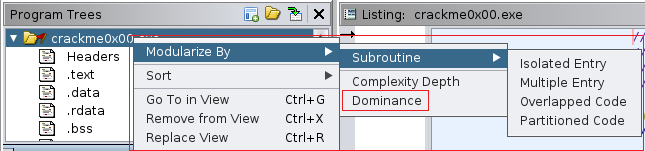 Program Trees
Listing: crackme0x00.exe
crackme0x00.exe
Headers
.text
.data
.rdata
.bss
Modularize By
Sort
Go To in View Ctrl+G
Remove from View Ctrl+X
Replace View Ctrl+R
Subroutine
Complexity Depth
Dominance
Isolated Entry
Multiple Entry
Overlapped Code
Partitioned Code